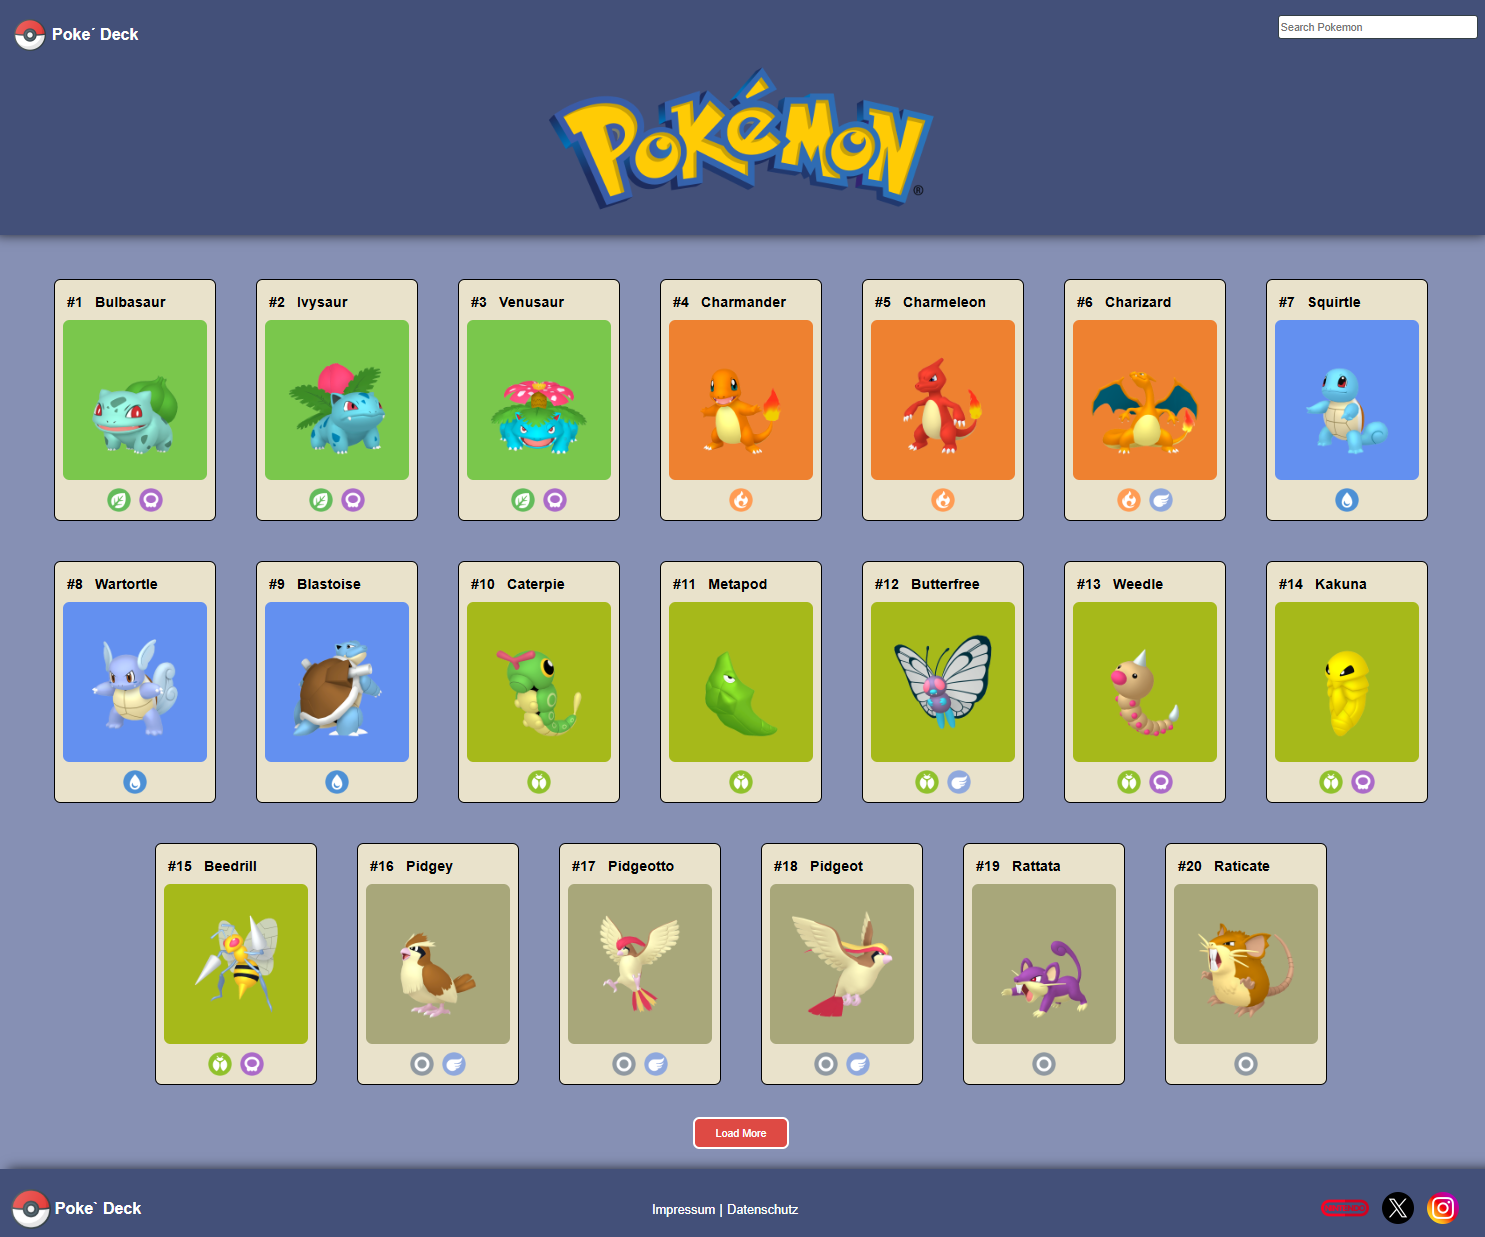 Poke´ Deck
Search Pokemon
Pokémon
®
#1 Bulbasaur
#2 Ivysaur
#3 Venusaur
#4 Charmander
#5 Charmeleon
#6 Charizard
#7 Squirtle
#8 Wartortle
#9 Blastoise
#10 Caterpie
#11 Metapod
#12 Butterfree
#13 Weedle
#14 Kakuna
#15 Beedrill
#16 Pidgey
#17 Pidgeotto
#18 Pidgeot
#19 Rattata
#20 Raticate
Load More
Poke` Deck
Impressum | Datenschutz